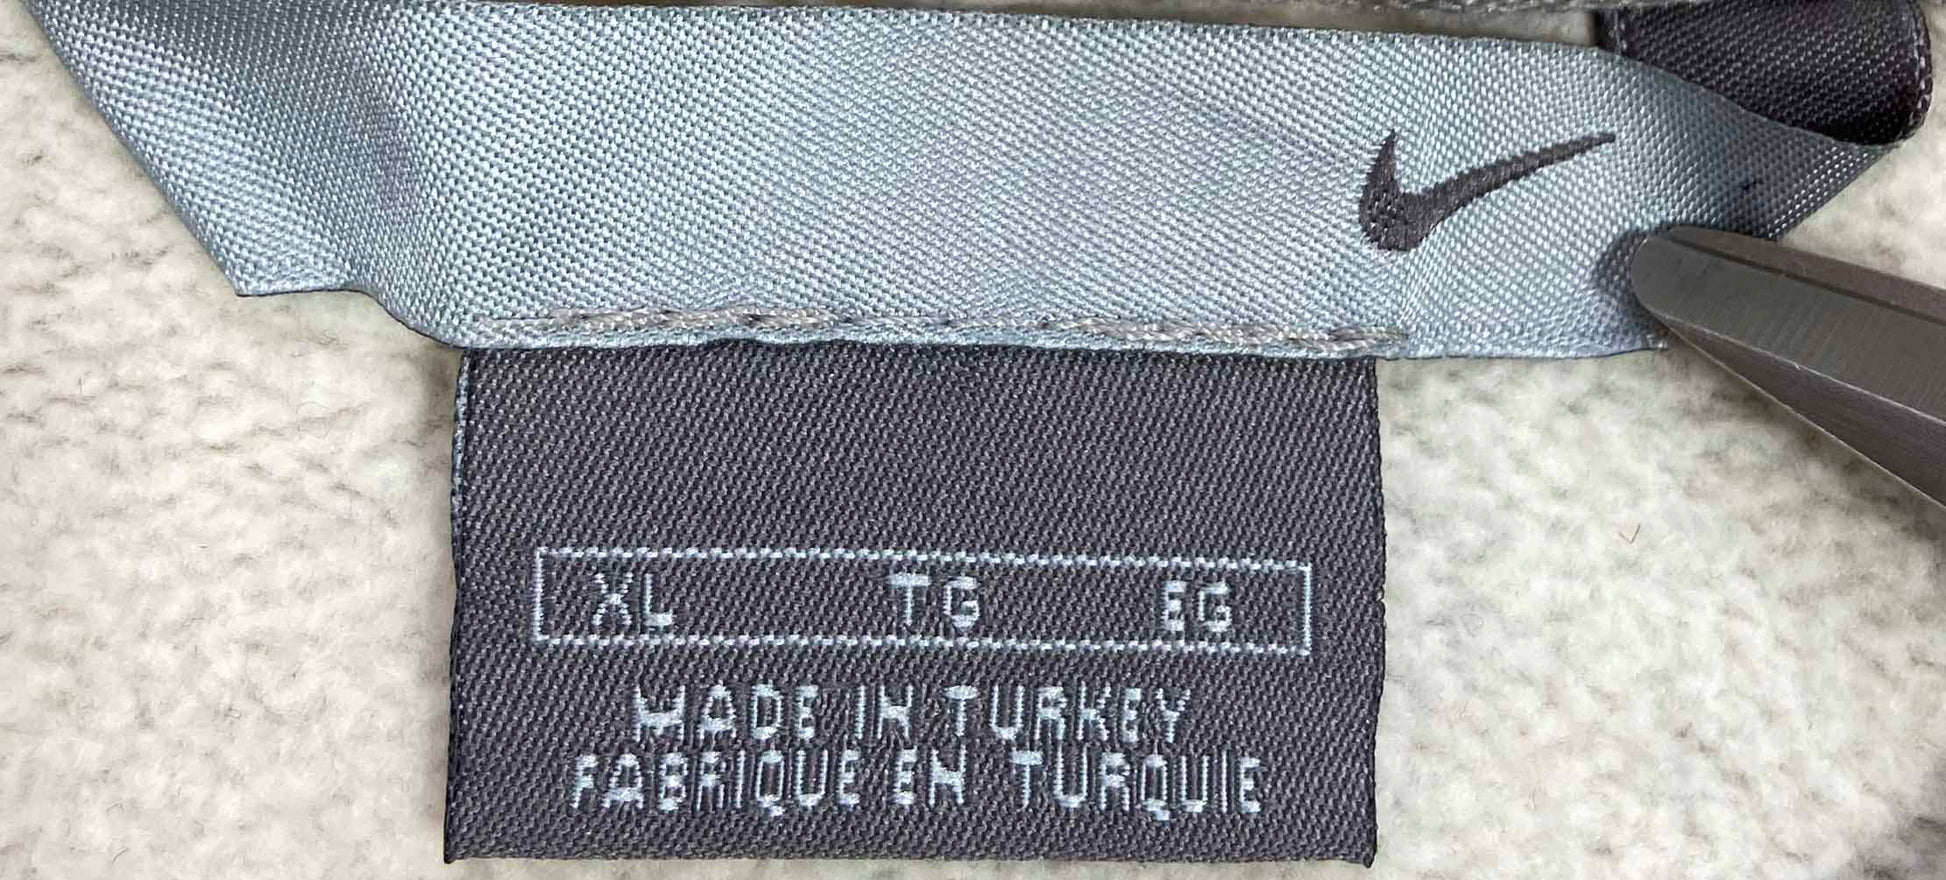 XL TG EG
MADE IN TURKEY
FABRIQUE EN TURQUIE